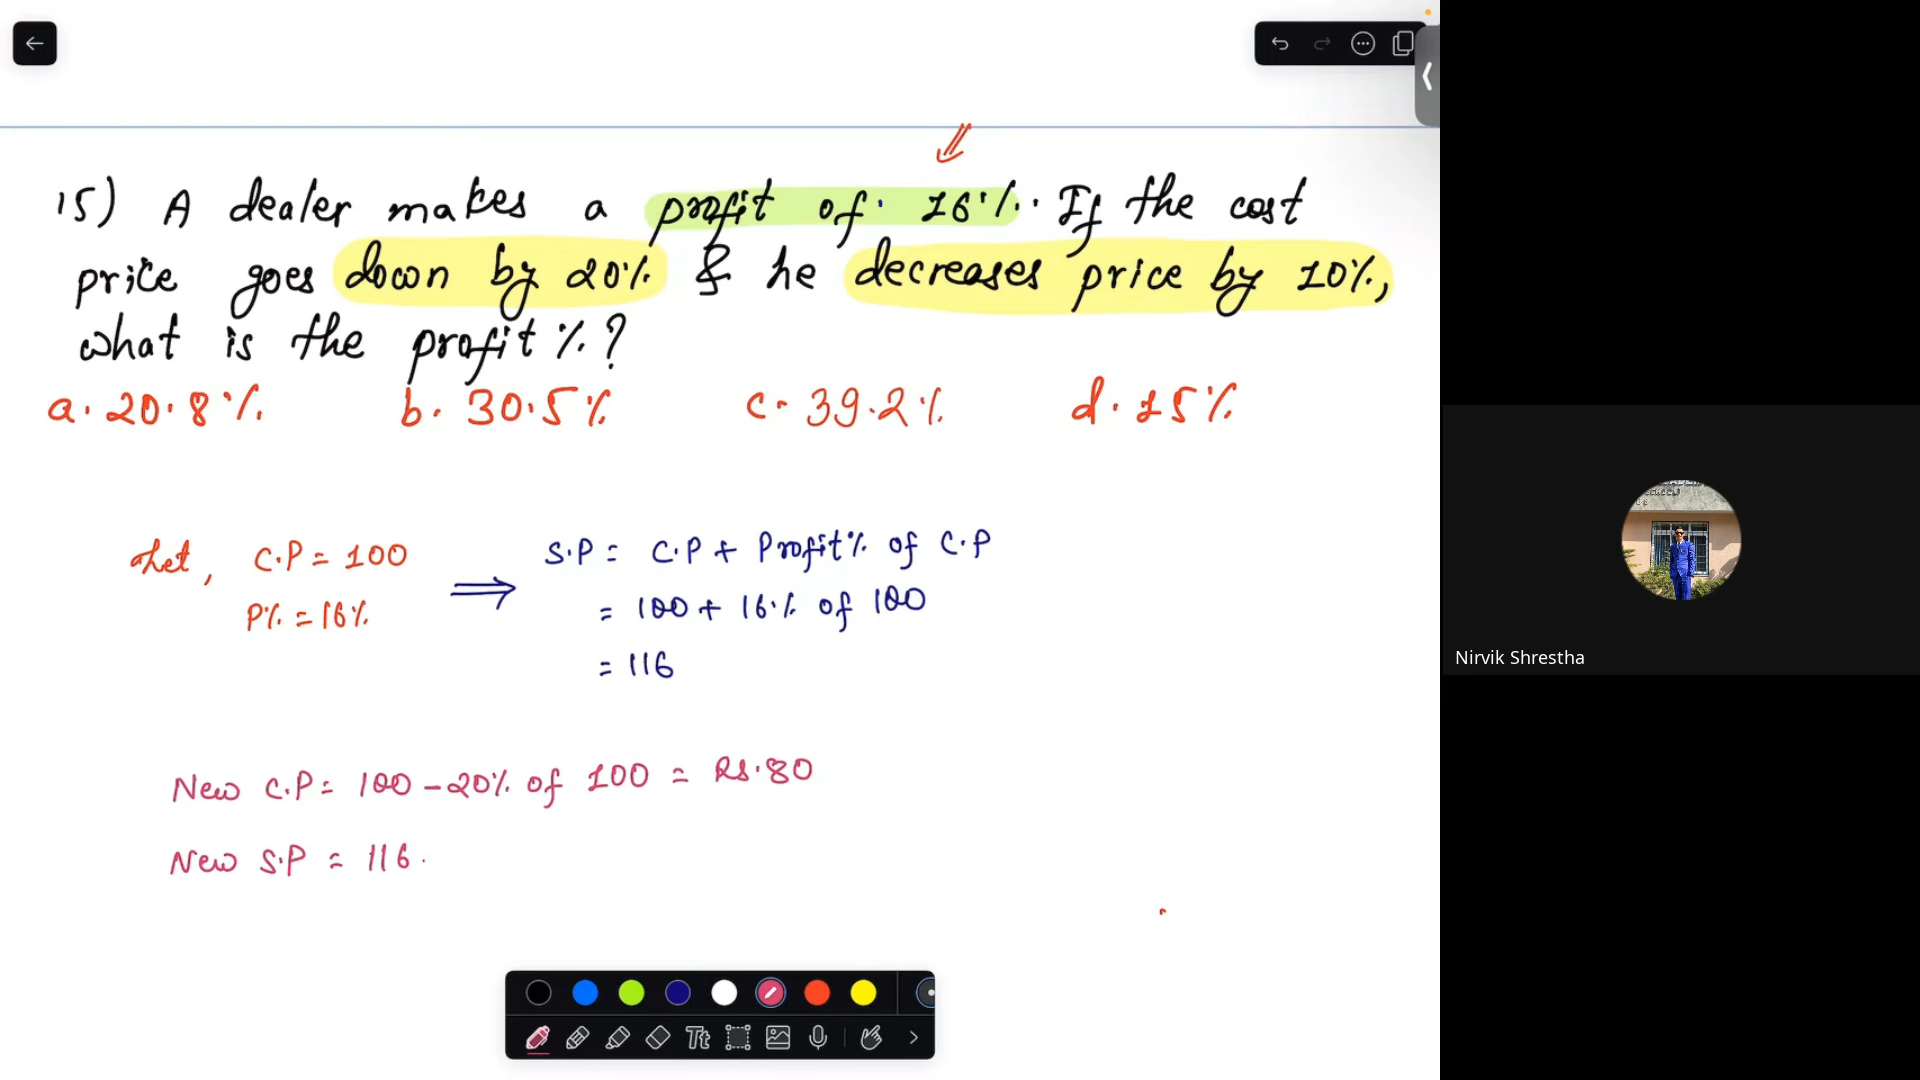 15) A dealer makes a profit of 16%. If the cost
price goes down by 20% & he decreases price by 10%,
what is the profit %?
a. 20.8% b. 30.5% c. 39.2% d. 15%
Let, C.P = 100
P% = 16%
⇒
S.P = C.P + Profit% of C.P
= 100 + 16% of 100
= 116
New C.P = 100 - 20% of 100 = Rs. 80
New S.P = 116
Tt
Nirvik Shrestha